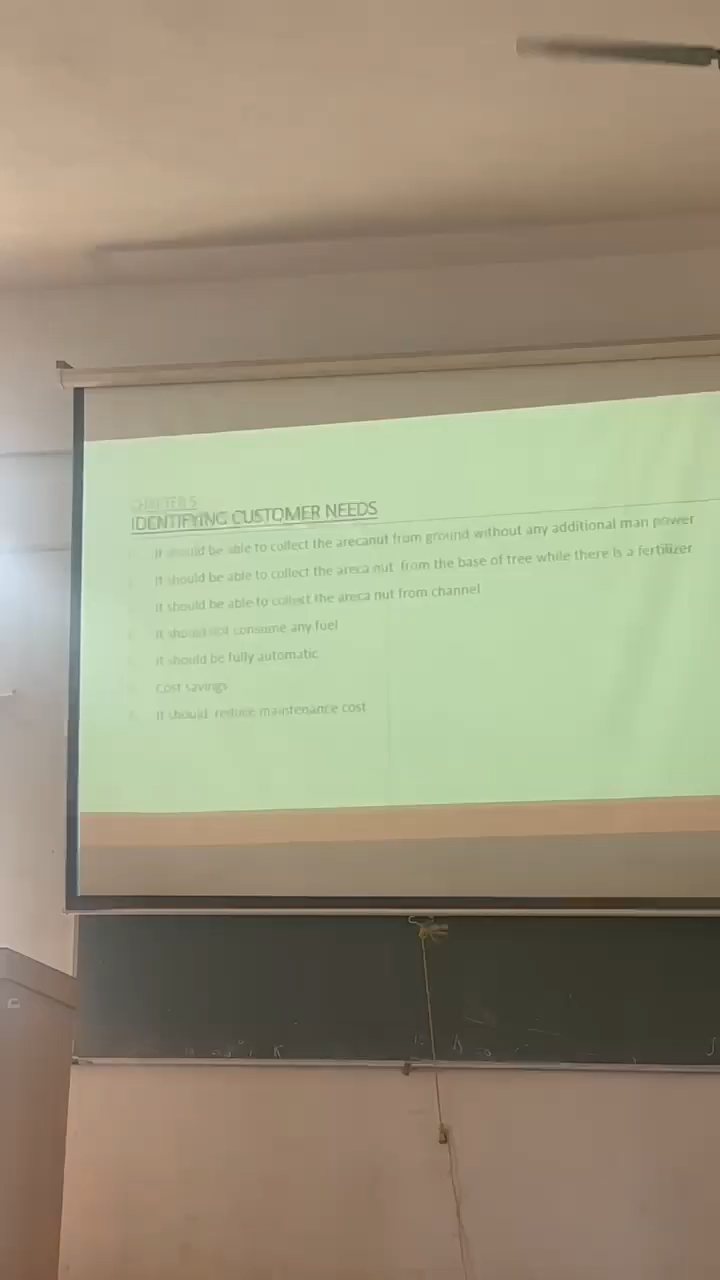 CHAPTER 5
IDENTIFYING CUSTOMER NEEDS
It should be able to collect the arecanut from ground without any additional man power
It should be able to collect the areca nut from the base of tree while there is a fertilizer
It should be able to collect the areca nut from channel
It should not consume any fuel
It should be fully automatic
Cost savings
It should reduce maintenance cost